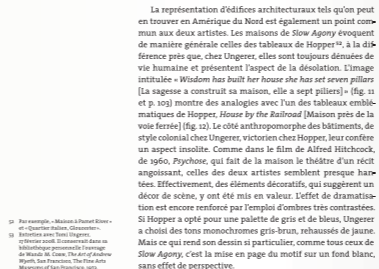 La représentation d'édifices architecturaux tels qu'on peut
en trouver en Amérique du Nord est également un point com-
mun aux deux artistes. Les maisons de Slow Agony évoquent
de manière générale celles des tableaux de Hopper52, à la dif-
férence près que, chez Ungerer, elles sont toujours dénuées de
vie humaine et présentent l'aspect de la désolation. L'image
intitulée « Wisdom has built her house she has set seven pillars
[La sagesse a construit sa maison, elle a sept piliers] » (fig. 11
et p. 103) montre des analogies avec l'un des tableaux emblé-
matiques de Hopper, House by the Railroad [Maison près de la
voie ferrée] (fig. 12). Le côté anthropomorphe des bâtiments, de
style colonial chez Ungerer, victorien chez Hopper, leur confère
un aspect insolite. Comme dans le film de Alfred Hitchcock,
de 1960, Psychose, qui fait de la maison le théâtre d'un récit
angoissant, celles des deux artistes semblent presque han-
tées. Effectivement, des éléments décoratifs, qui suggèrent un
décor de scène, y ont été mis en valeur. L'effet de dramatisa-
tion est encore renforcé par l'emploi d'ombres très contrastées.
Si Hopper a opté pour une palette de gris et de bleus, Ungerer
a choisi des tons monochromes gris-brun, rehaussés de jaune.
Mais ce qui rend son dessin si particulier, comme tous ceux de
Slow Agony, c'est la mise en page du motif sur un fond blanc,
sans effet de perspective.
52 Par exemple, « Maison à Pamet River »
et « Quartier italien, Gloucester ».
53 Entretien avec Tomi Ungerer,
17 février 2008. Il conservait dans sa
bibliothèque personnelle l'ouvrage
de Wanda M. Corn, The Art of Andrew
Wyeth, San Francisco, The Fine Arts
Museums of San Francisco, 1973.